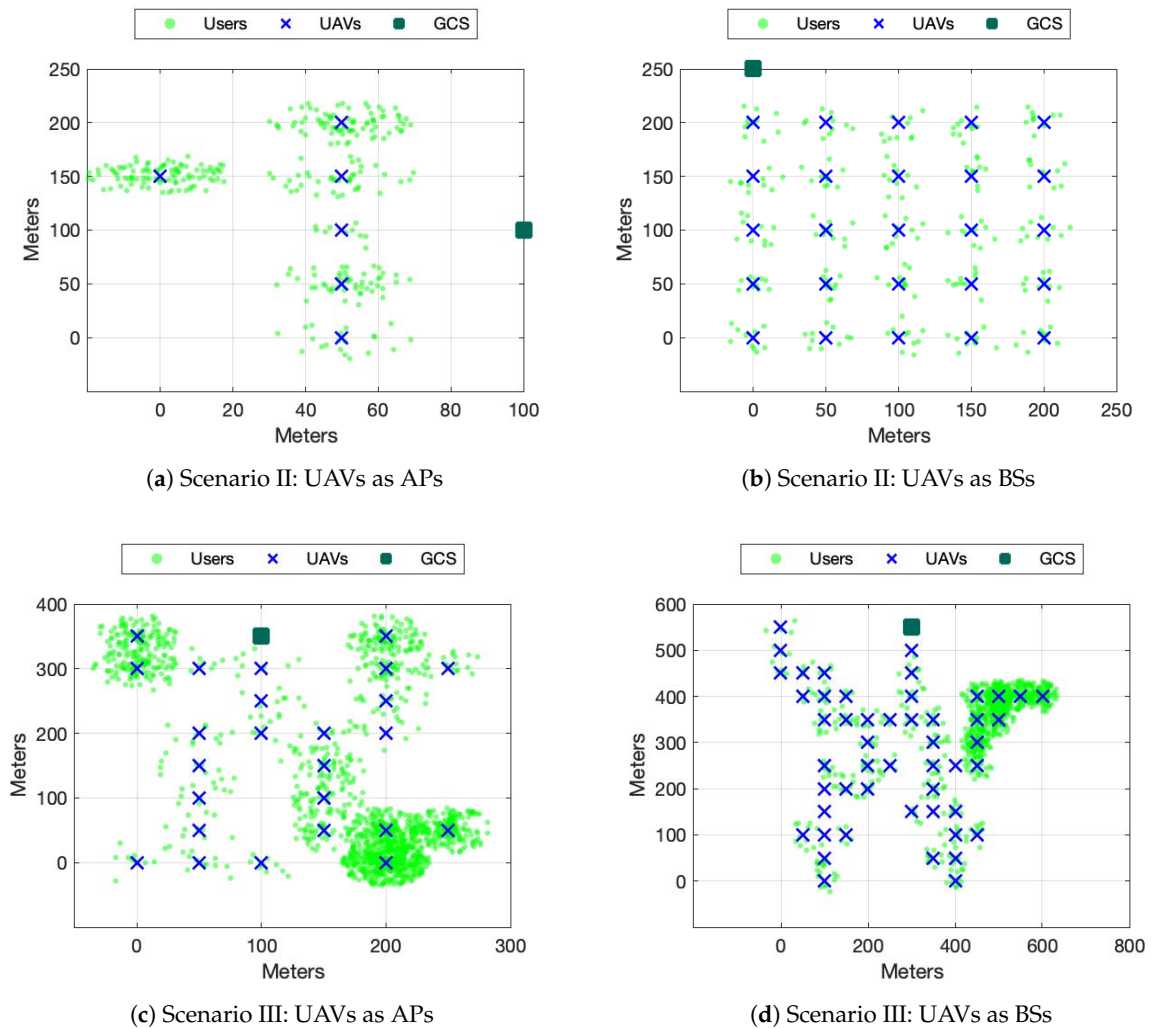 Users UAVs GCS
250
200
150
100
50
0
Meters
0 20 40 60 80 100
Meters
(a) Scenario II: UAVs as APs
Users UAVs GCS
250
200
150
100
50
0
Meters
0 50 100 150 200 250
Meters
(b) Scenario II: UAVs as BSs
Users UAVs GCS
400
300
200
100
0
Meters
0 100 200 300
Meters
(c) Scenario III: UAVs as APs
Users UAVs GCS
600
500
400
300
200
100
0
Meters
0 200 400 600 800
Meters
(d) Scenario III: UAVs as BSs